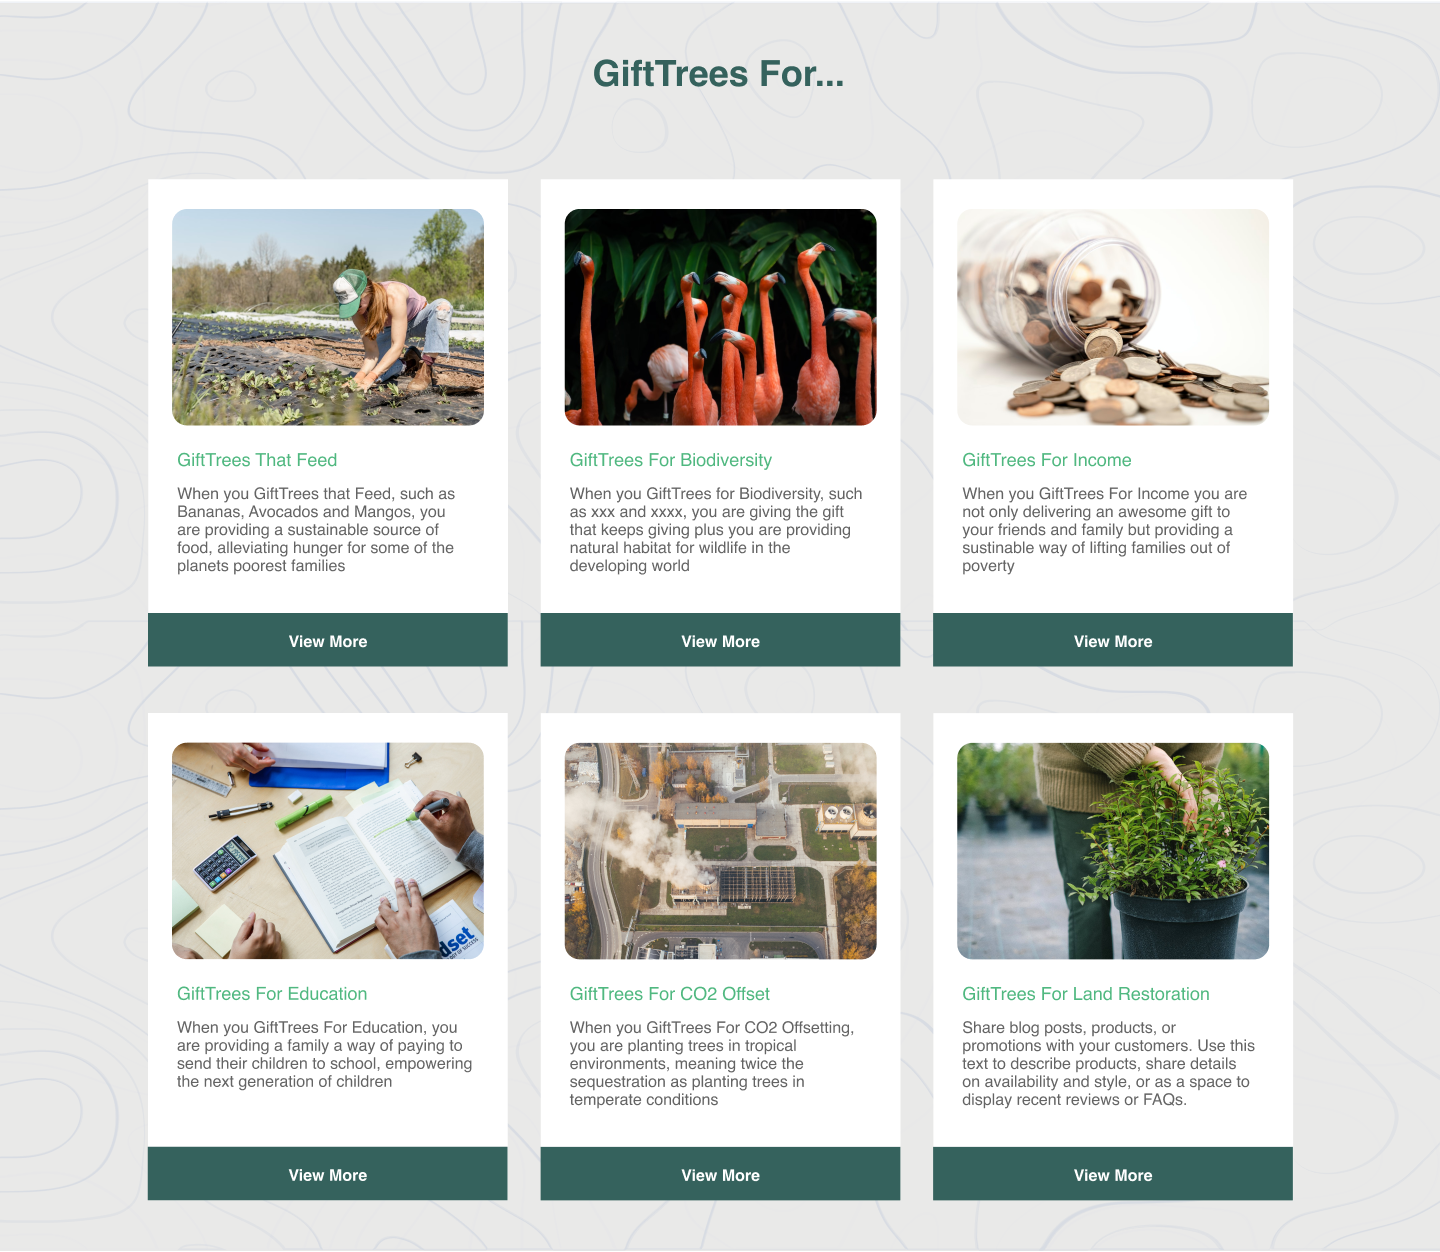 GiftTrees For...
GiftTrees That Feed
When you GiftTrees that Feed, such as
Bananas, Avocados and Mangos, you
are providing a sustainable source of
food, alleviating hunger for some of the
planets poorest families
View More
GiftTrees For Biodiversity
When you GiftTrees for Biodiversity, such
as xxx and xxxx, you are giving the gift
that keeps giving plus you are providing
natural habitat for wildlife in the
developing world
View More
GiftTrees For Income
When you GiftTrees For Income you are
not only delivering an awesome gift to
your friends and family but providing a
sustinable way of lifting families out of
poverty
View More
dset
GiftTrees For Education
When you GiftTrees For Education, you
are providing a family a way of paying to
send their children to school, empowering
the next generation of children
View More
GiftTrees For CO2 Offset
When you GiftTrees For CO2 Offsetting,
you are planting trees in tropical
environments, meaning twice the
sequestration as planting trees in
temperate conditions
View More
GiftTrees For Land Restoration
Share blog posts, products, or
promotions with your customers. Use this
text to describe products, share details
on availability and style, or as a space to
display recent reviews or FAQs.
View More